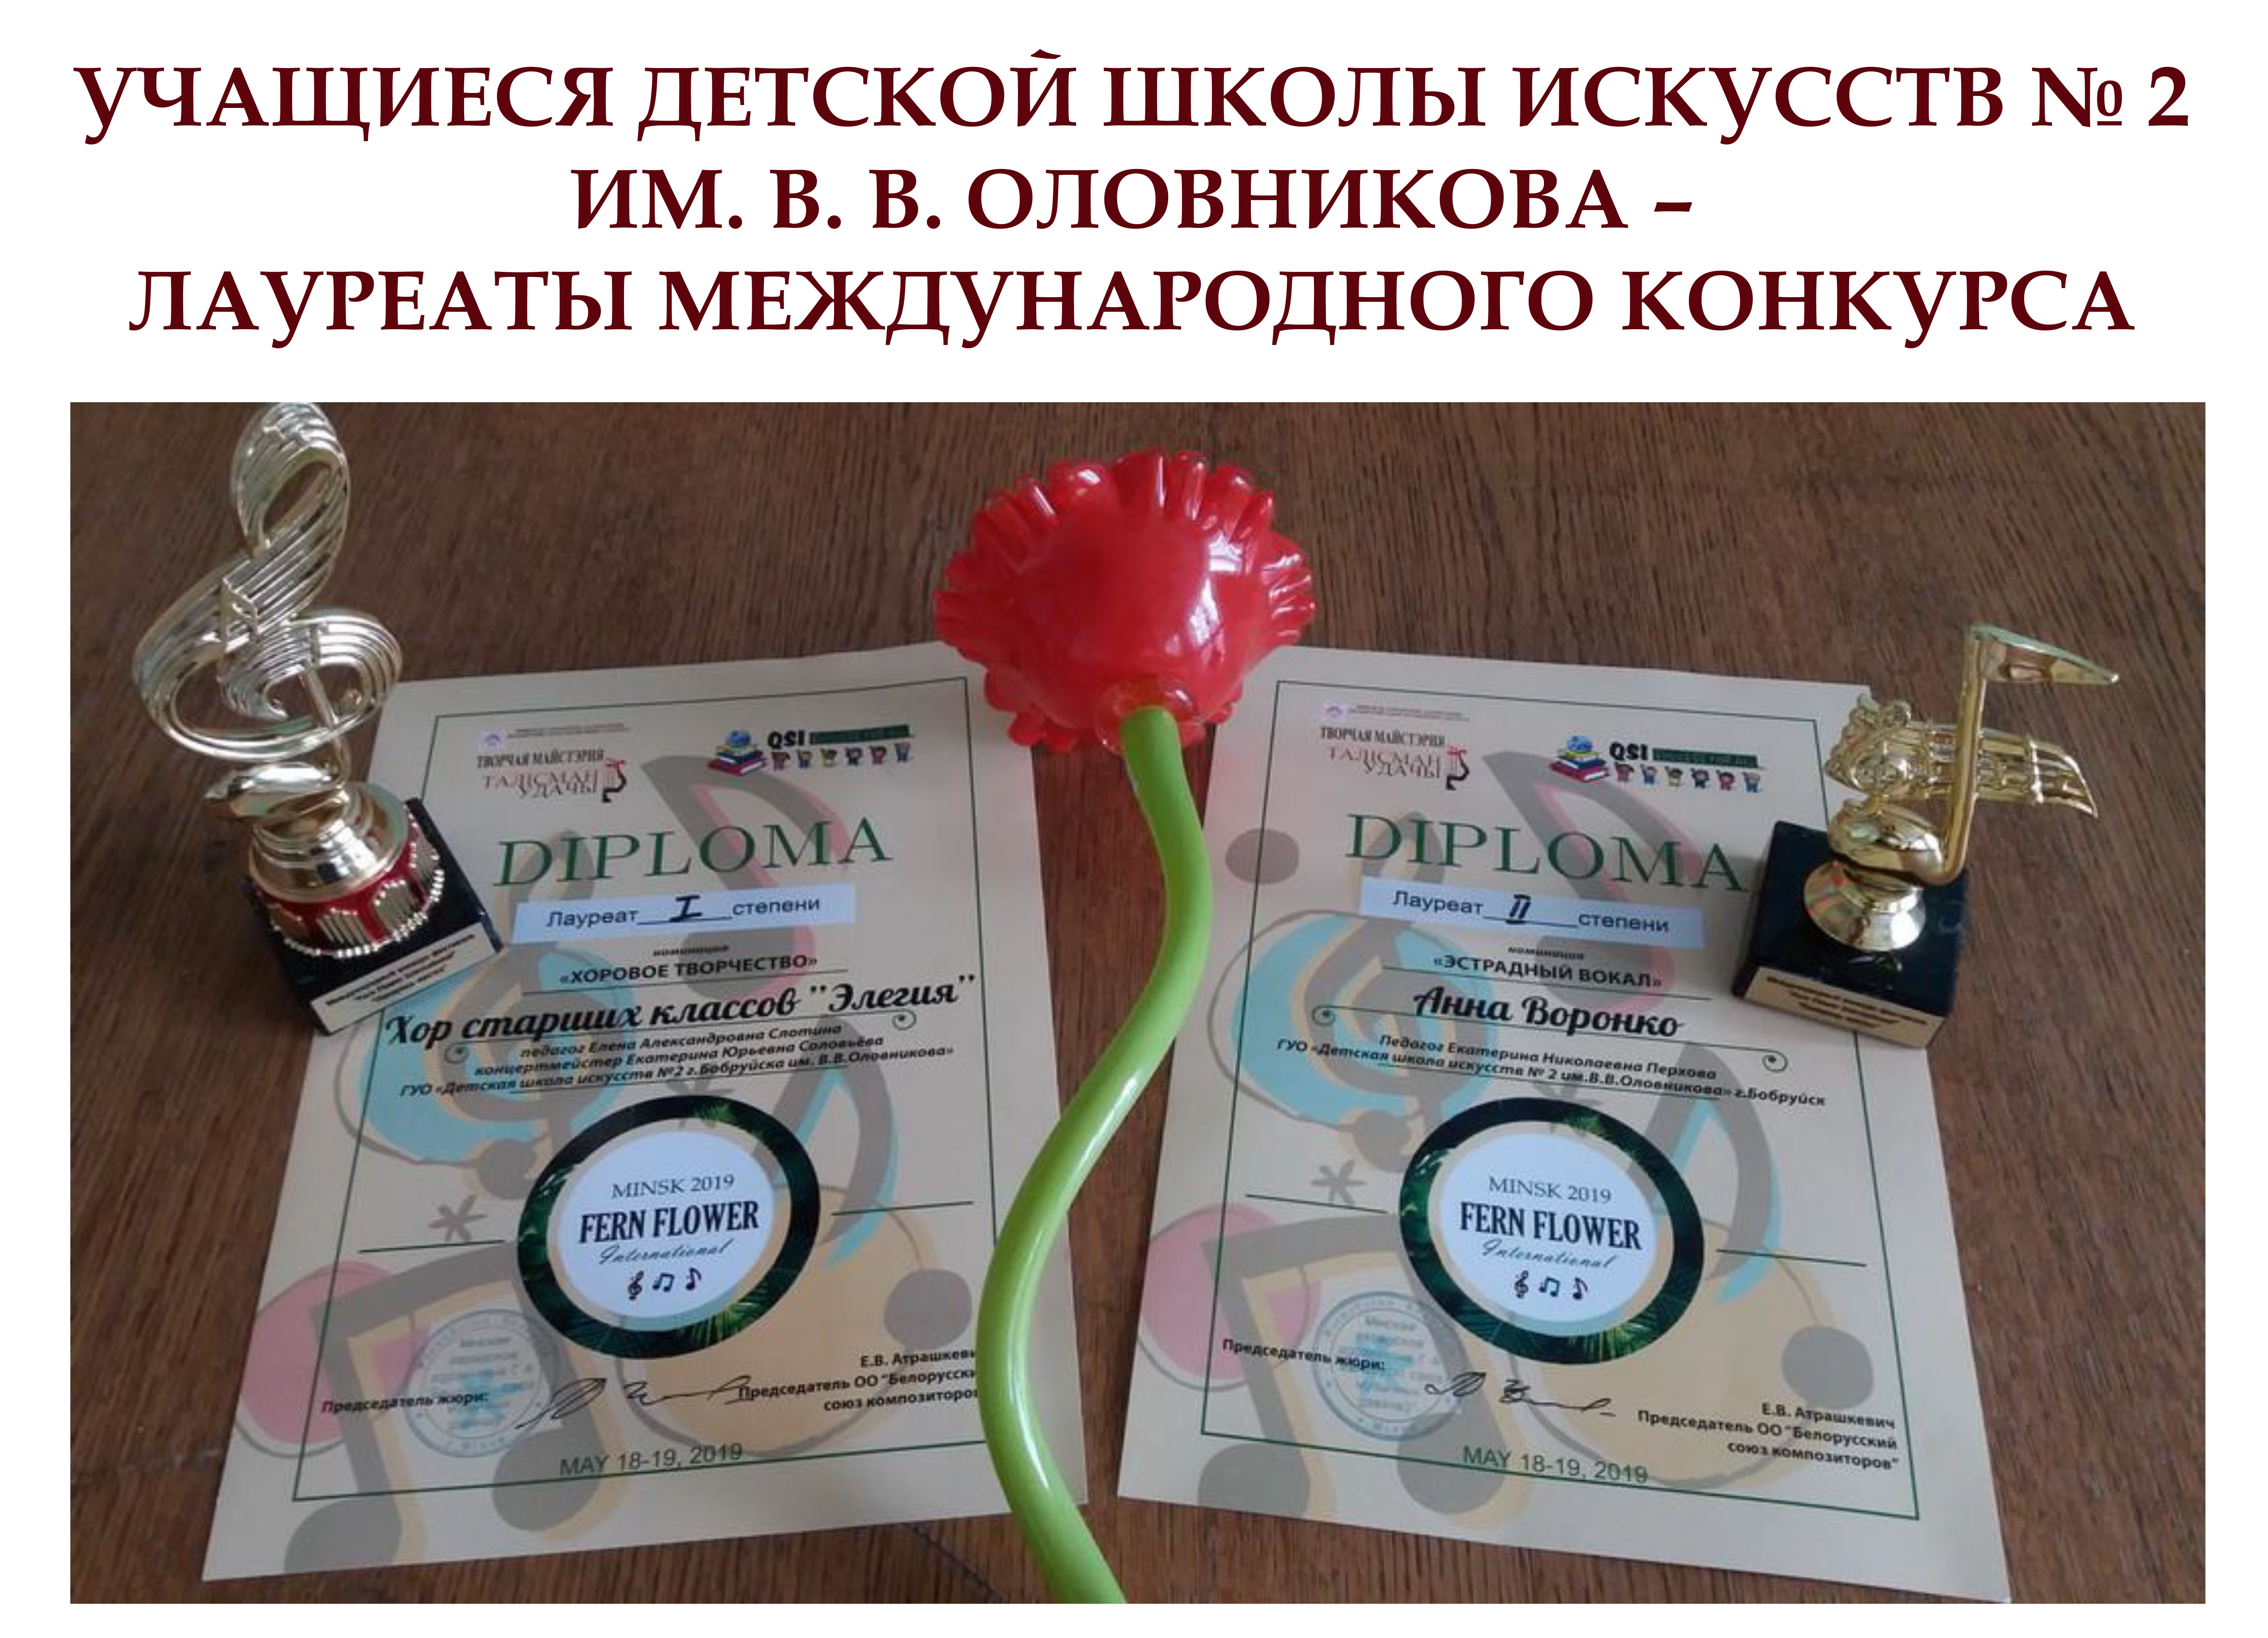 УЧАЩИЕСЯ ДЕТСКОЙ ШКОЛЫ ИСКУССТВ № 2
ИМ. В. В. ОЛОВНИКОВА –
ЛАУРЕАТЫ МЕЖДУНАРОДНОГО КОНКУРСА
ТВОРЧАЯ МАЙСТЭРНЯ
ТАЛИСМАН
УДАЧЫ
QSI
DIPLOMA
Лауреат I степени
номинация
«ХОРОВОЕ ТВОРЧЕСТВО»
Хор старших классов "Элегия"
педагог Елена Александровна Слотина
концертмейстер Екатерина Юрьевна Соловьёва
ГУО «Детская школа искусств №2 г.Бобруйска им. В.В.Оловникова»
MINSK 2019
FERN FLOWER
International
Председатель жюри:
Е.В. Атрашкеви
Председатель ОО "Белорусски
союз композиторо
MAY 18-19, 2019
ТВОРЧАЯ МАЙСТЭРНЯ
ТАЛИСМАН
УДАЧЫ
QSI
DIPLOMA
Лауреат II степени
номинация
«ЭСТРАДНЫЙ ВОКАЛ»
Анна Воронко
Педагог Екатерина Николаевна Перхова
ГУО «Детская школа искусств № 2 им.В.В.Оловникова» г.Бобруйск
MINSK 2019
FERN FLOWER
International
Председатель жюри:
Е.В. Атрашкевич
Председатель ОО "Белорусский
союз композиторов"
MAY 18-19, 2019